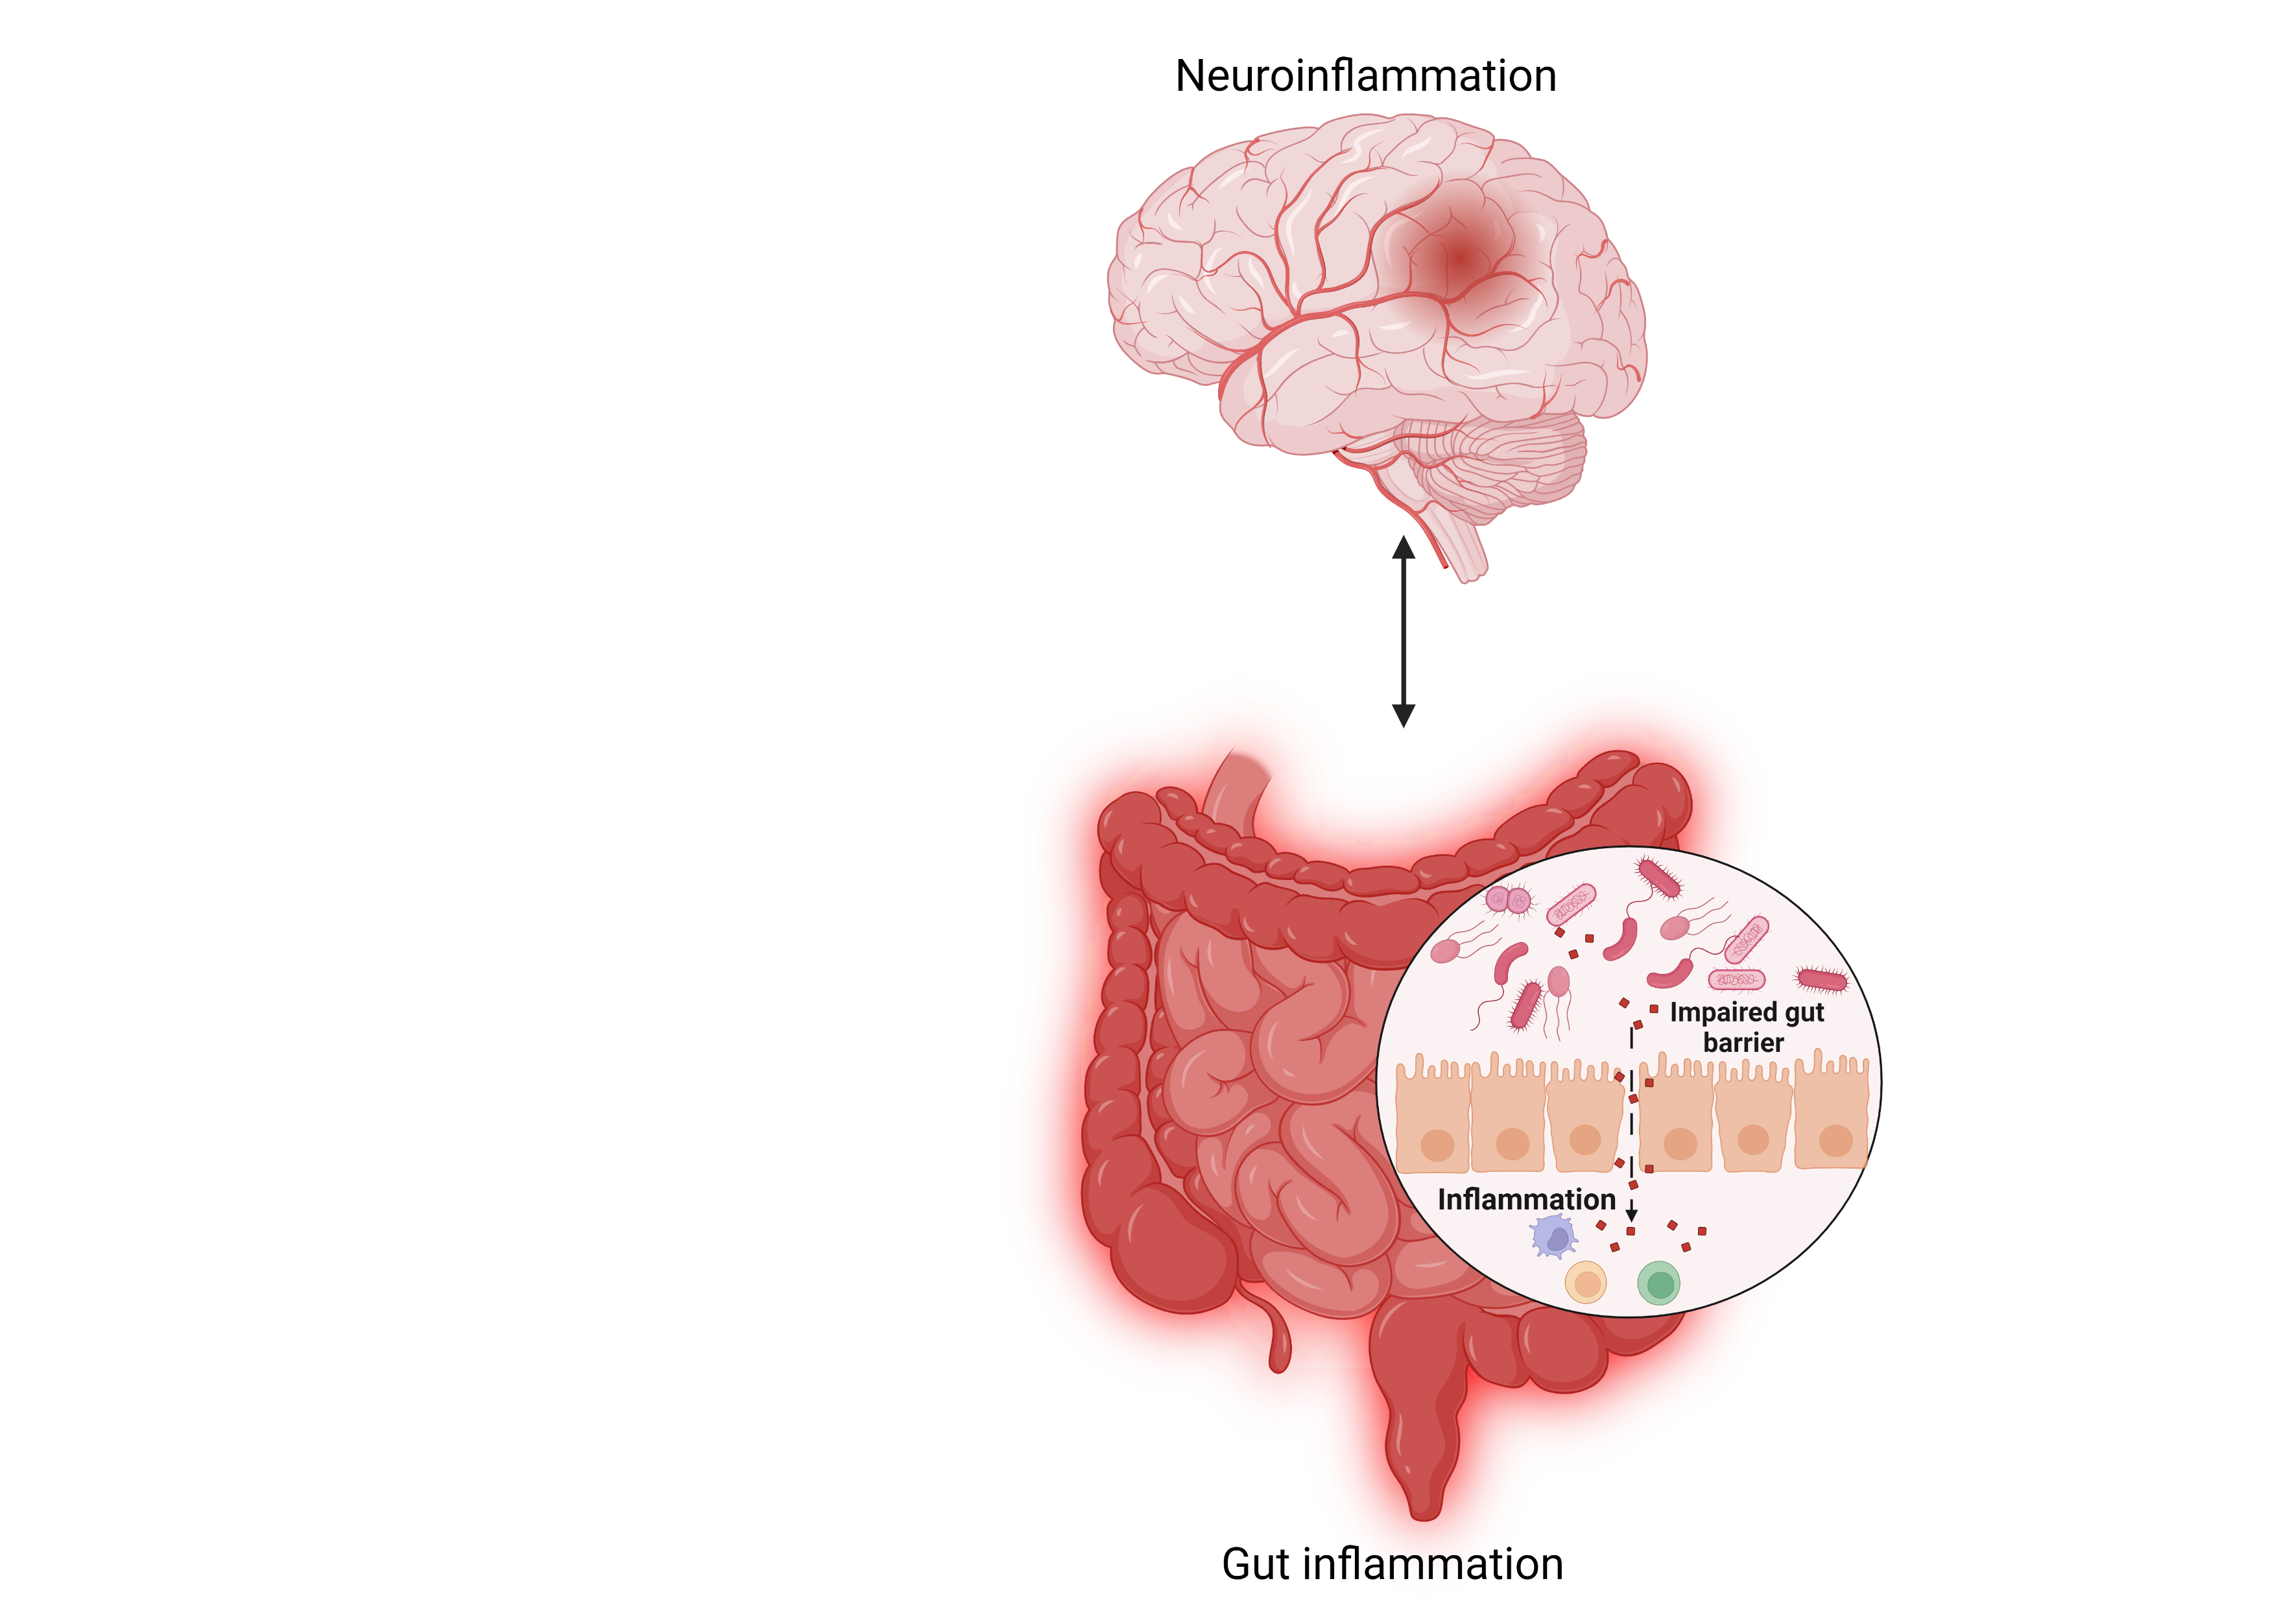 Neuroinflammation
Impaired gut
barrier
Inflammation
Gut inflammation